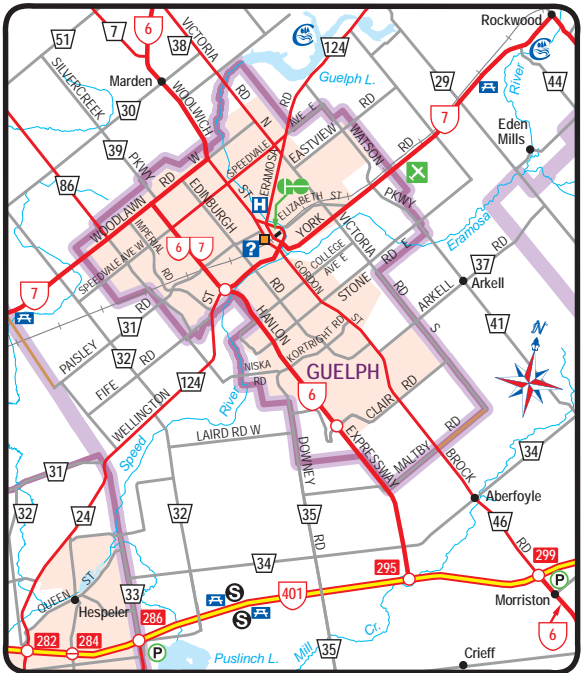 Rockwood
51
7
6
38
VICTORIA RD N
124
Guelph L.
29
River
44
SILVERCREEK PKWY
Marden
30
WOOLWICH ST
39
7
Eden
Mills
SPEEDVALE AVE E
EASTVIEW RD
WATSON PKWY
ERAMOSA RD
86
WOODLAWN RD W
EDINBURGH RD
H
ELIZABETH ST
YORK RD
Eramosa
IMPERIAL RD
SPEEDVALE AVE W
6
7
?
GORDON ST
COLLEGE AVE E
VICTORIA RD S
STONE RD E
37
Arkell
ARKELL RD
7
31
PAISLEY RD
32
FIFE RD
HANLON EXPRESSWAY
KORTRIGHT RD
41
N
124
WELLINGTON ST
NISKA RD
GUELPH
6
CLAIR RD
Speed River
LAIRD RD W
DOWNEY RD
MALTBY RD
BROCK RD
34
31
32
24
32
35
Aberfoyle
46
34
33
295
299
P
QUEEN ST
Hespeler
286
S
S
401
Morriston
282
284
P
Puslinch L.
Mill Cr.
35
Crieff
6